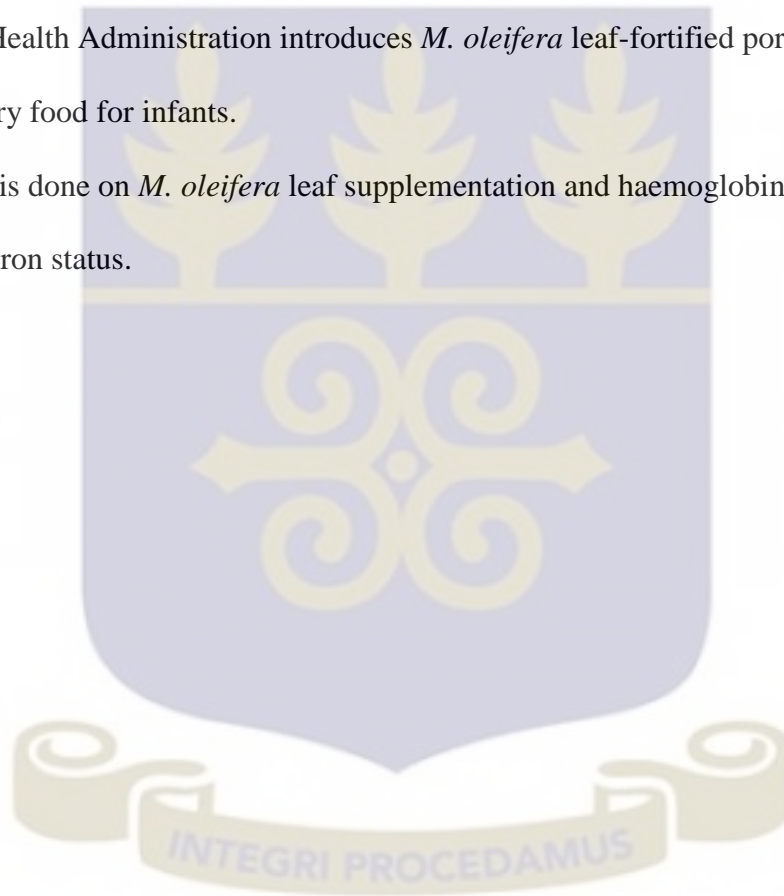 Health Administration introduces M. oleifera leaf-fortified por
ry food for infants.
is done on M. oleifera leaf supplementation and haemoglobin
ron status.
INTEGRI PROCEDAMUS